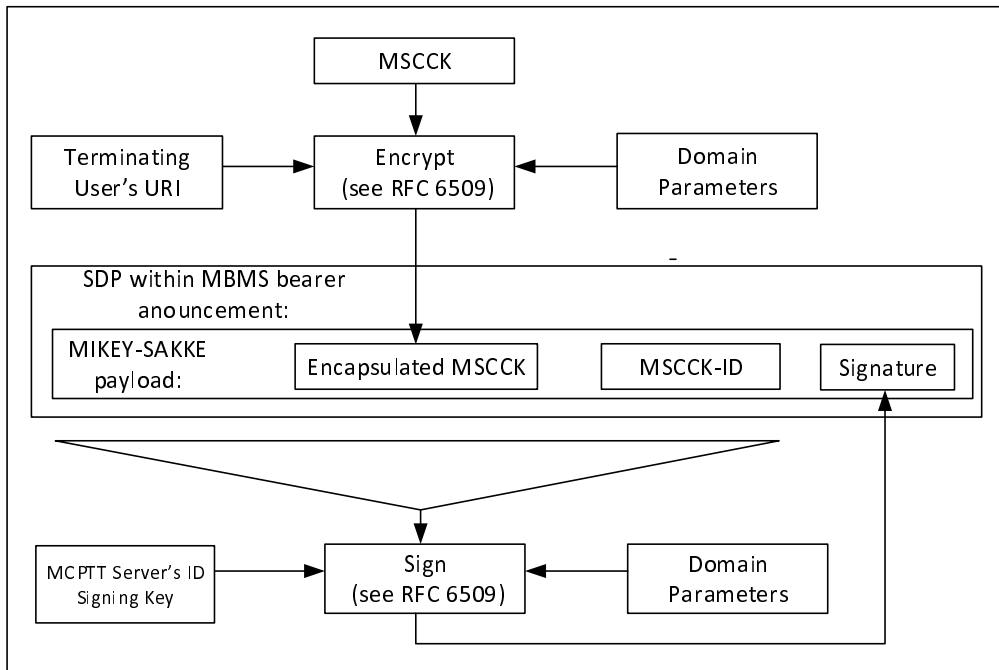 MSCCK
Terminating
User's URI
Encrypt
(see RFC 6509)
Domain
Parameters
SDP within MBMS bearer
anouncement:
MIKEY-SAKKE
payload:
Encapsulated MSCCK
MSCCK-ID
Signature
MCPTT Server's ID
Signing Key
Sign
(see RFC 6509)
Domain
Parameters